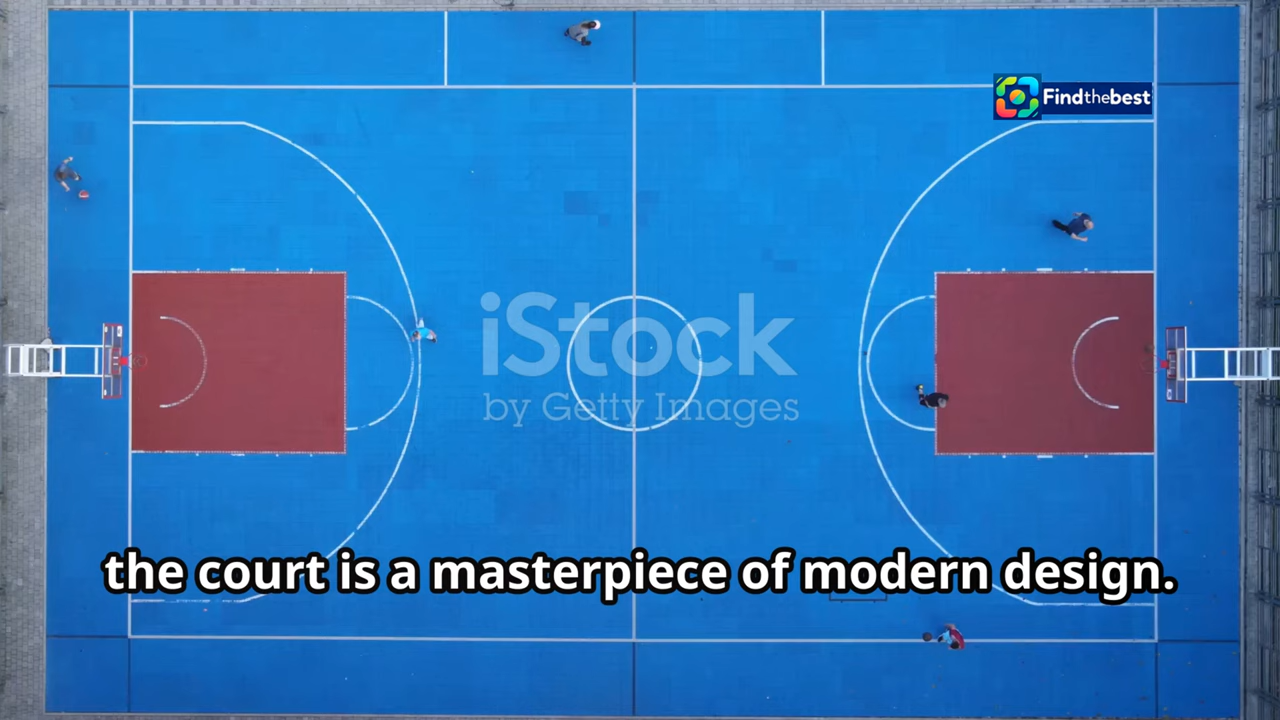 Findthebest
iStock
by Getty Images
the court is a masterpiece of modern design.